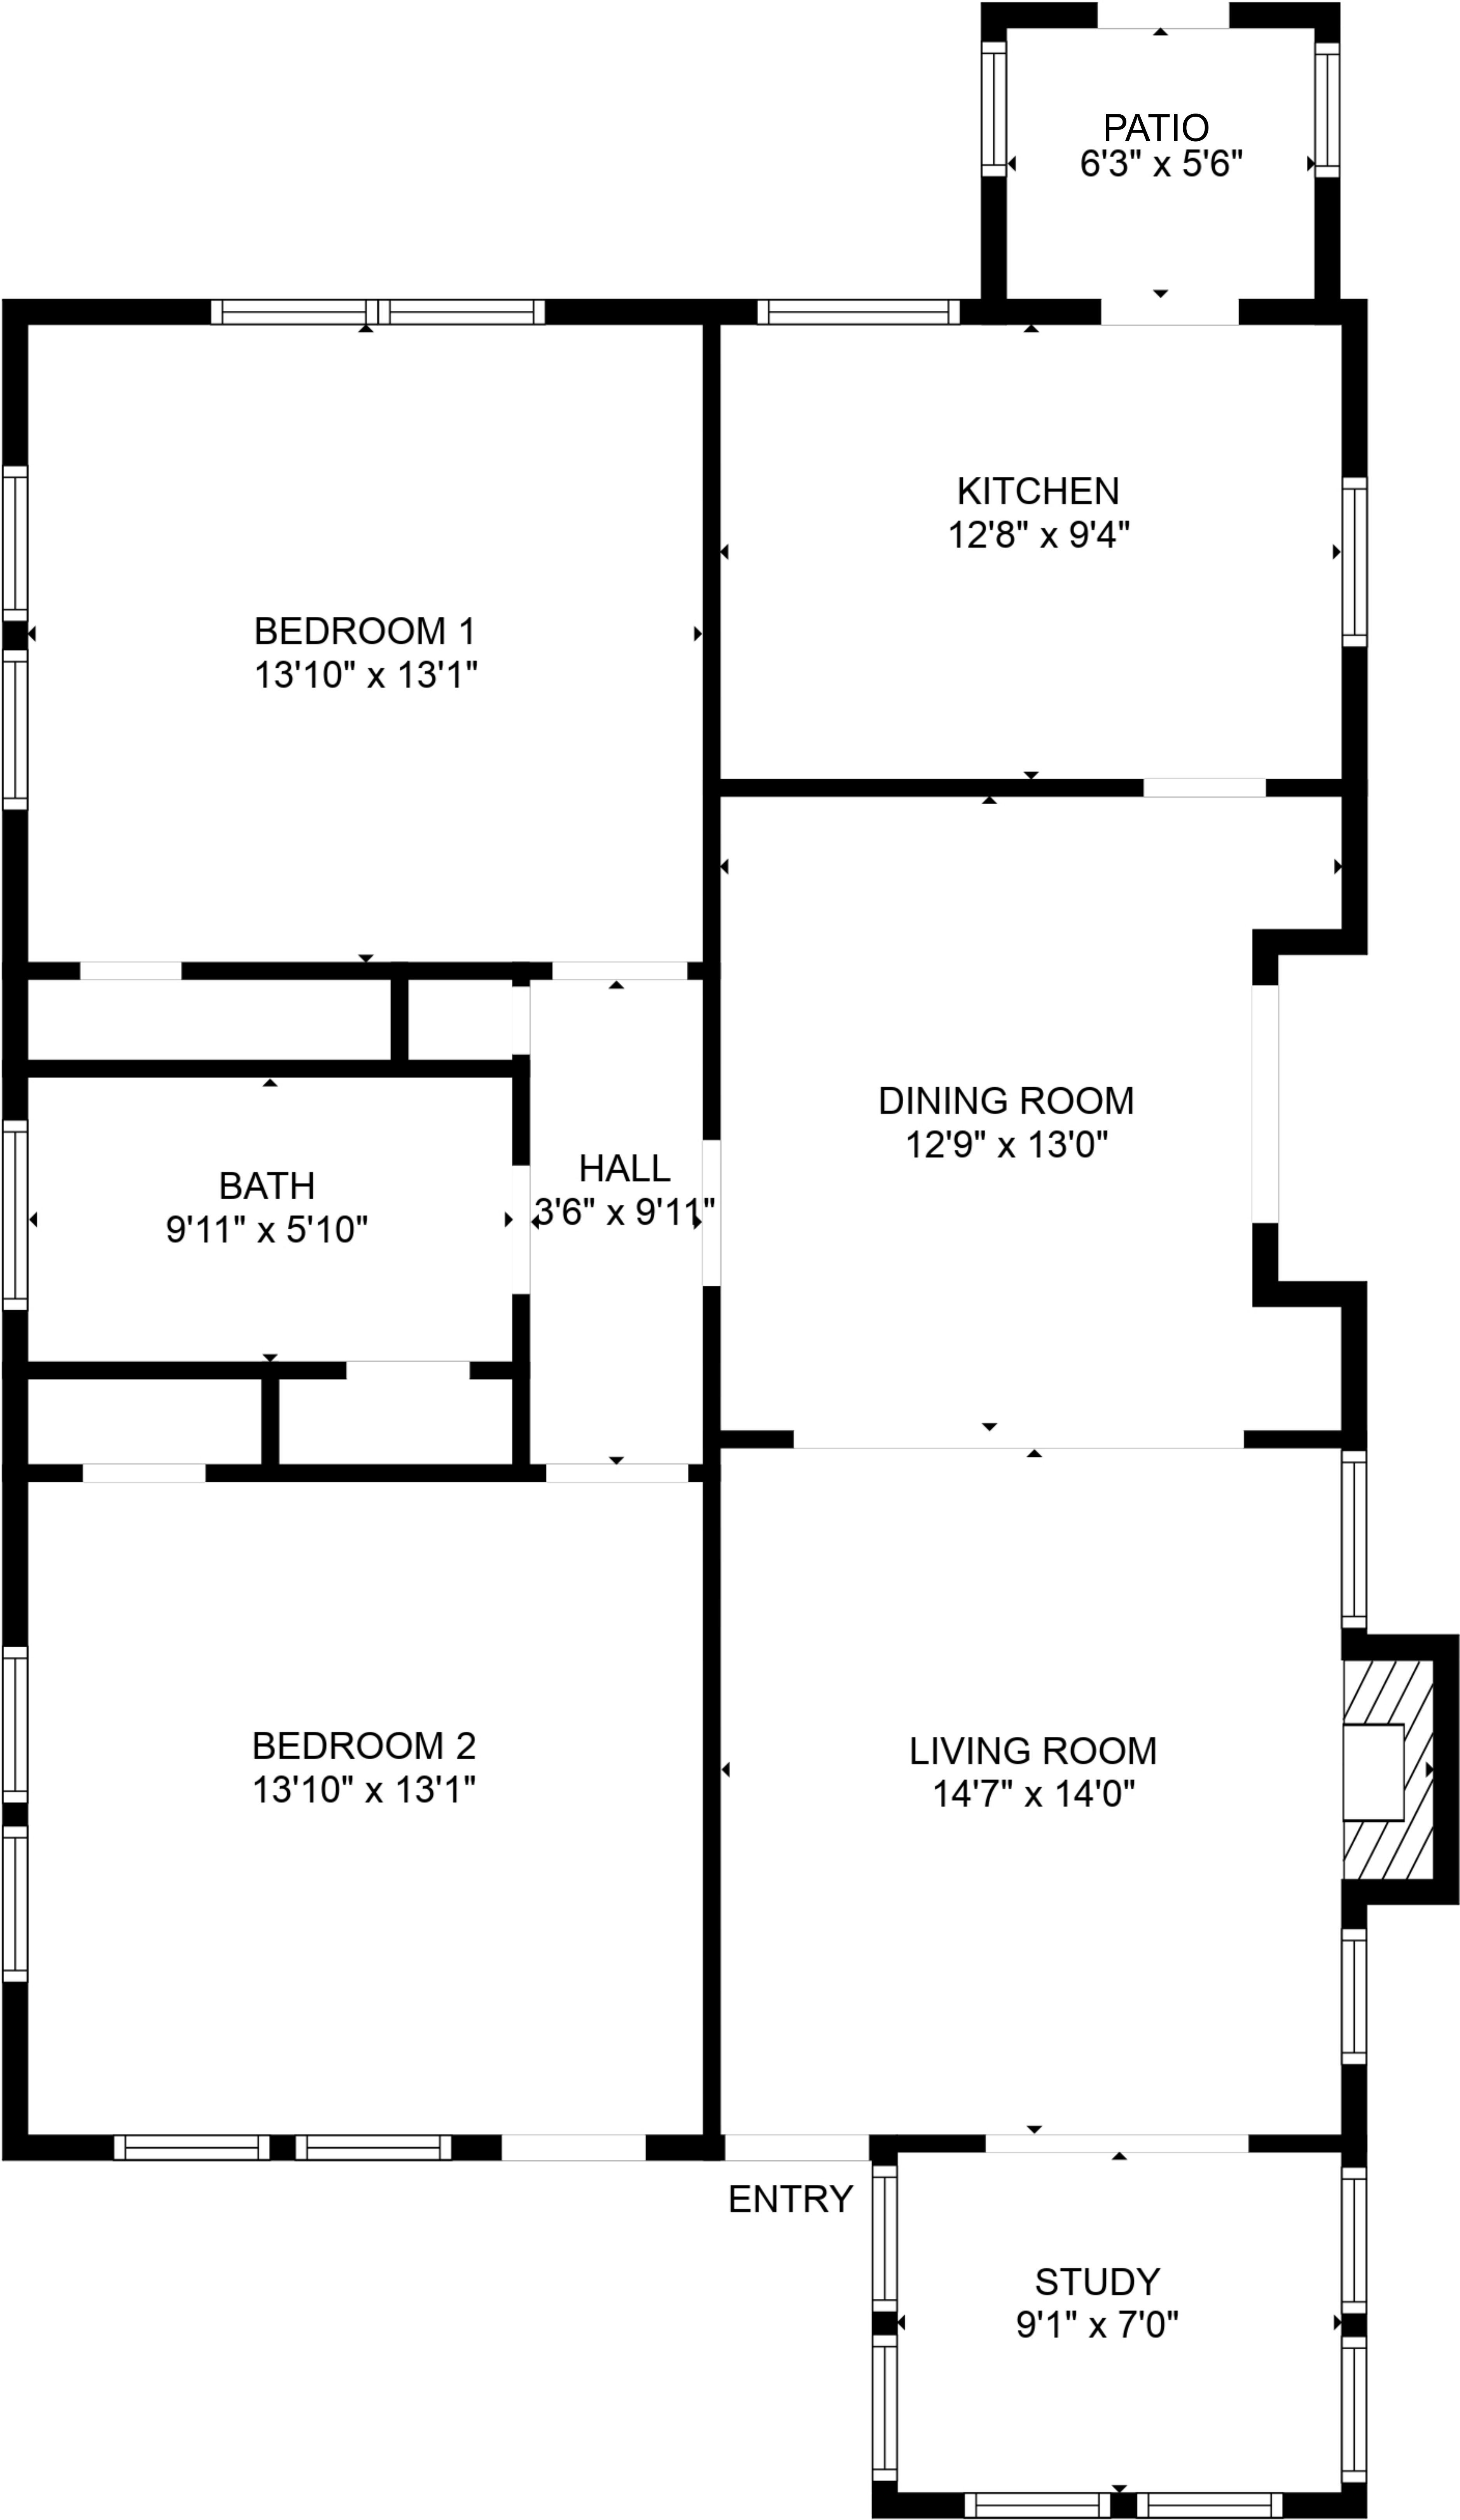 PATIO
6'3" x 5'6"
KITCHEN
12'8" x 9'4"
BEDROOM 1
13'10" x 13'1"
DINING ROOM
12'9" x 13'0"
HALL
3'6" x 9'11"
BATH
9'11" x 5'10"
BEDROOM 2
13'10" x 13'1"
LIVING ROOM
14'7" x 14'0"
ENTRY
STUDY
9'1" x 7'0"